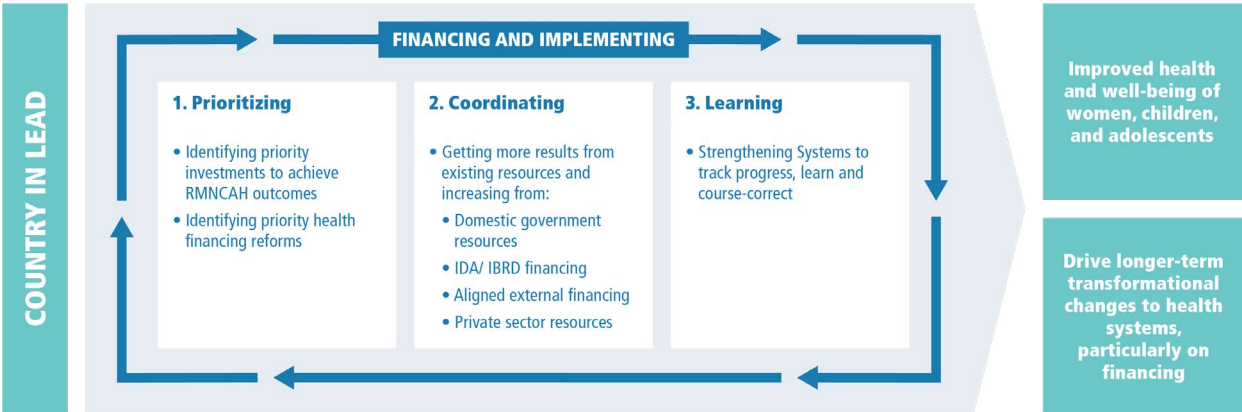 COUNTRY IN LEAD
FINANCING AND IMPLEMENTING
1. Prioritizing
• Identifying priority
investments to achieve
RMNCAH outcomes
• Identifying priority health
financing reforms
2. Coordinating
• Getting more results from
existing resources and
increasing from:
• Domestic government
resources
• IDA/ IBRD financing
• Aligned external financing
• Private sector resources
3. Learning
• Strengthening Systems to
track progress, learn and
course-correct
Improved health
and well-being of
women, children,
and adolescents
Drive longer-term
transformational
changes to health
systems,
particularly on
financing